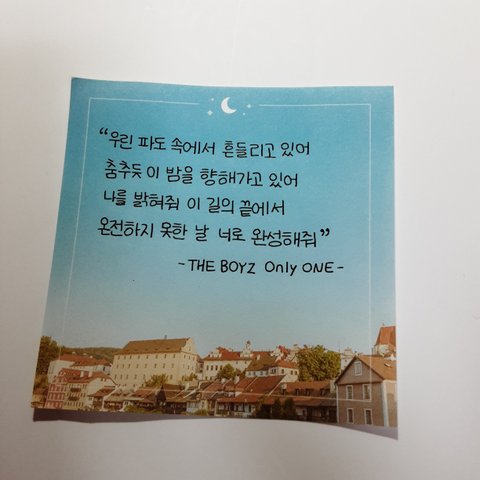 “우린 파도 속에서 흔들리고 있어
춤추듯 이 밤을 향해가고 있어
나를 밝혀줘 이 길의 끝에서
온전하지 못한 날 너로 완성해줘”
-THE BOYZ Only ONE-